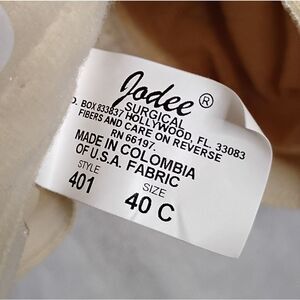 Jodee ®
SURGICAL
O. BOX 833837 HOLLYWOOD, FL. 33083
FIBERS AND CARE ON REVERSE
RN 66197.
MADE IN COLOMBIA
OF U.S.A. FABRIC
STYLE SIZE
401 40 C